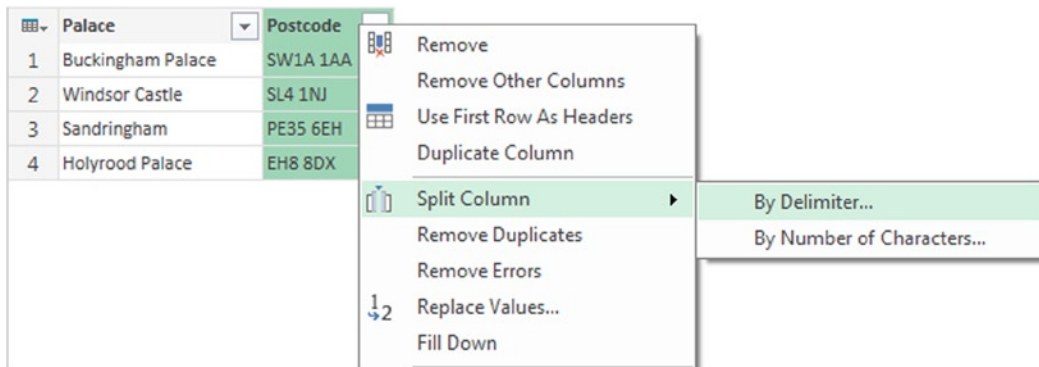 Palace Postcode
1 Buckingham Palace SW1A 1AA
2 Windsor Castle SL4 1NJ
3 Sandringham PE35 6EH
4 Holyrood Palace EH8 8DX
Remove
Remove Other Columns
Use First Row As Headers
Duplicate Column
Split Column
Remove Duplicates
Remove Errors
1 2 Replace Values...
Fill Down
By Delimiter...
By Number of Characters...